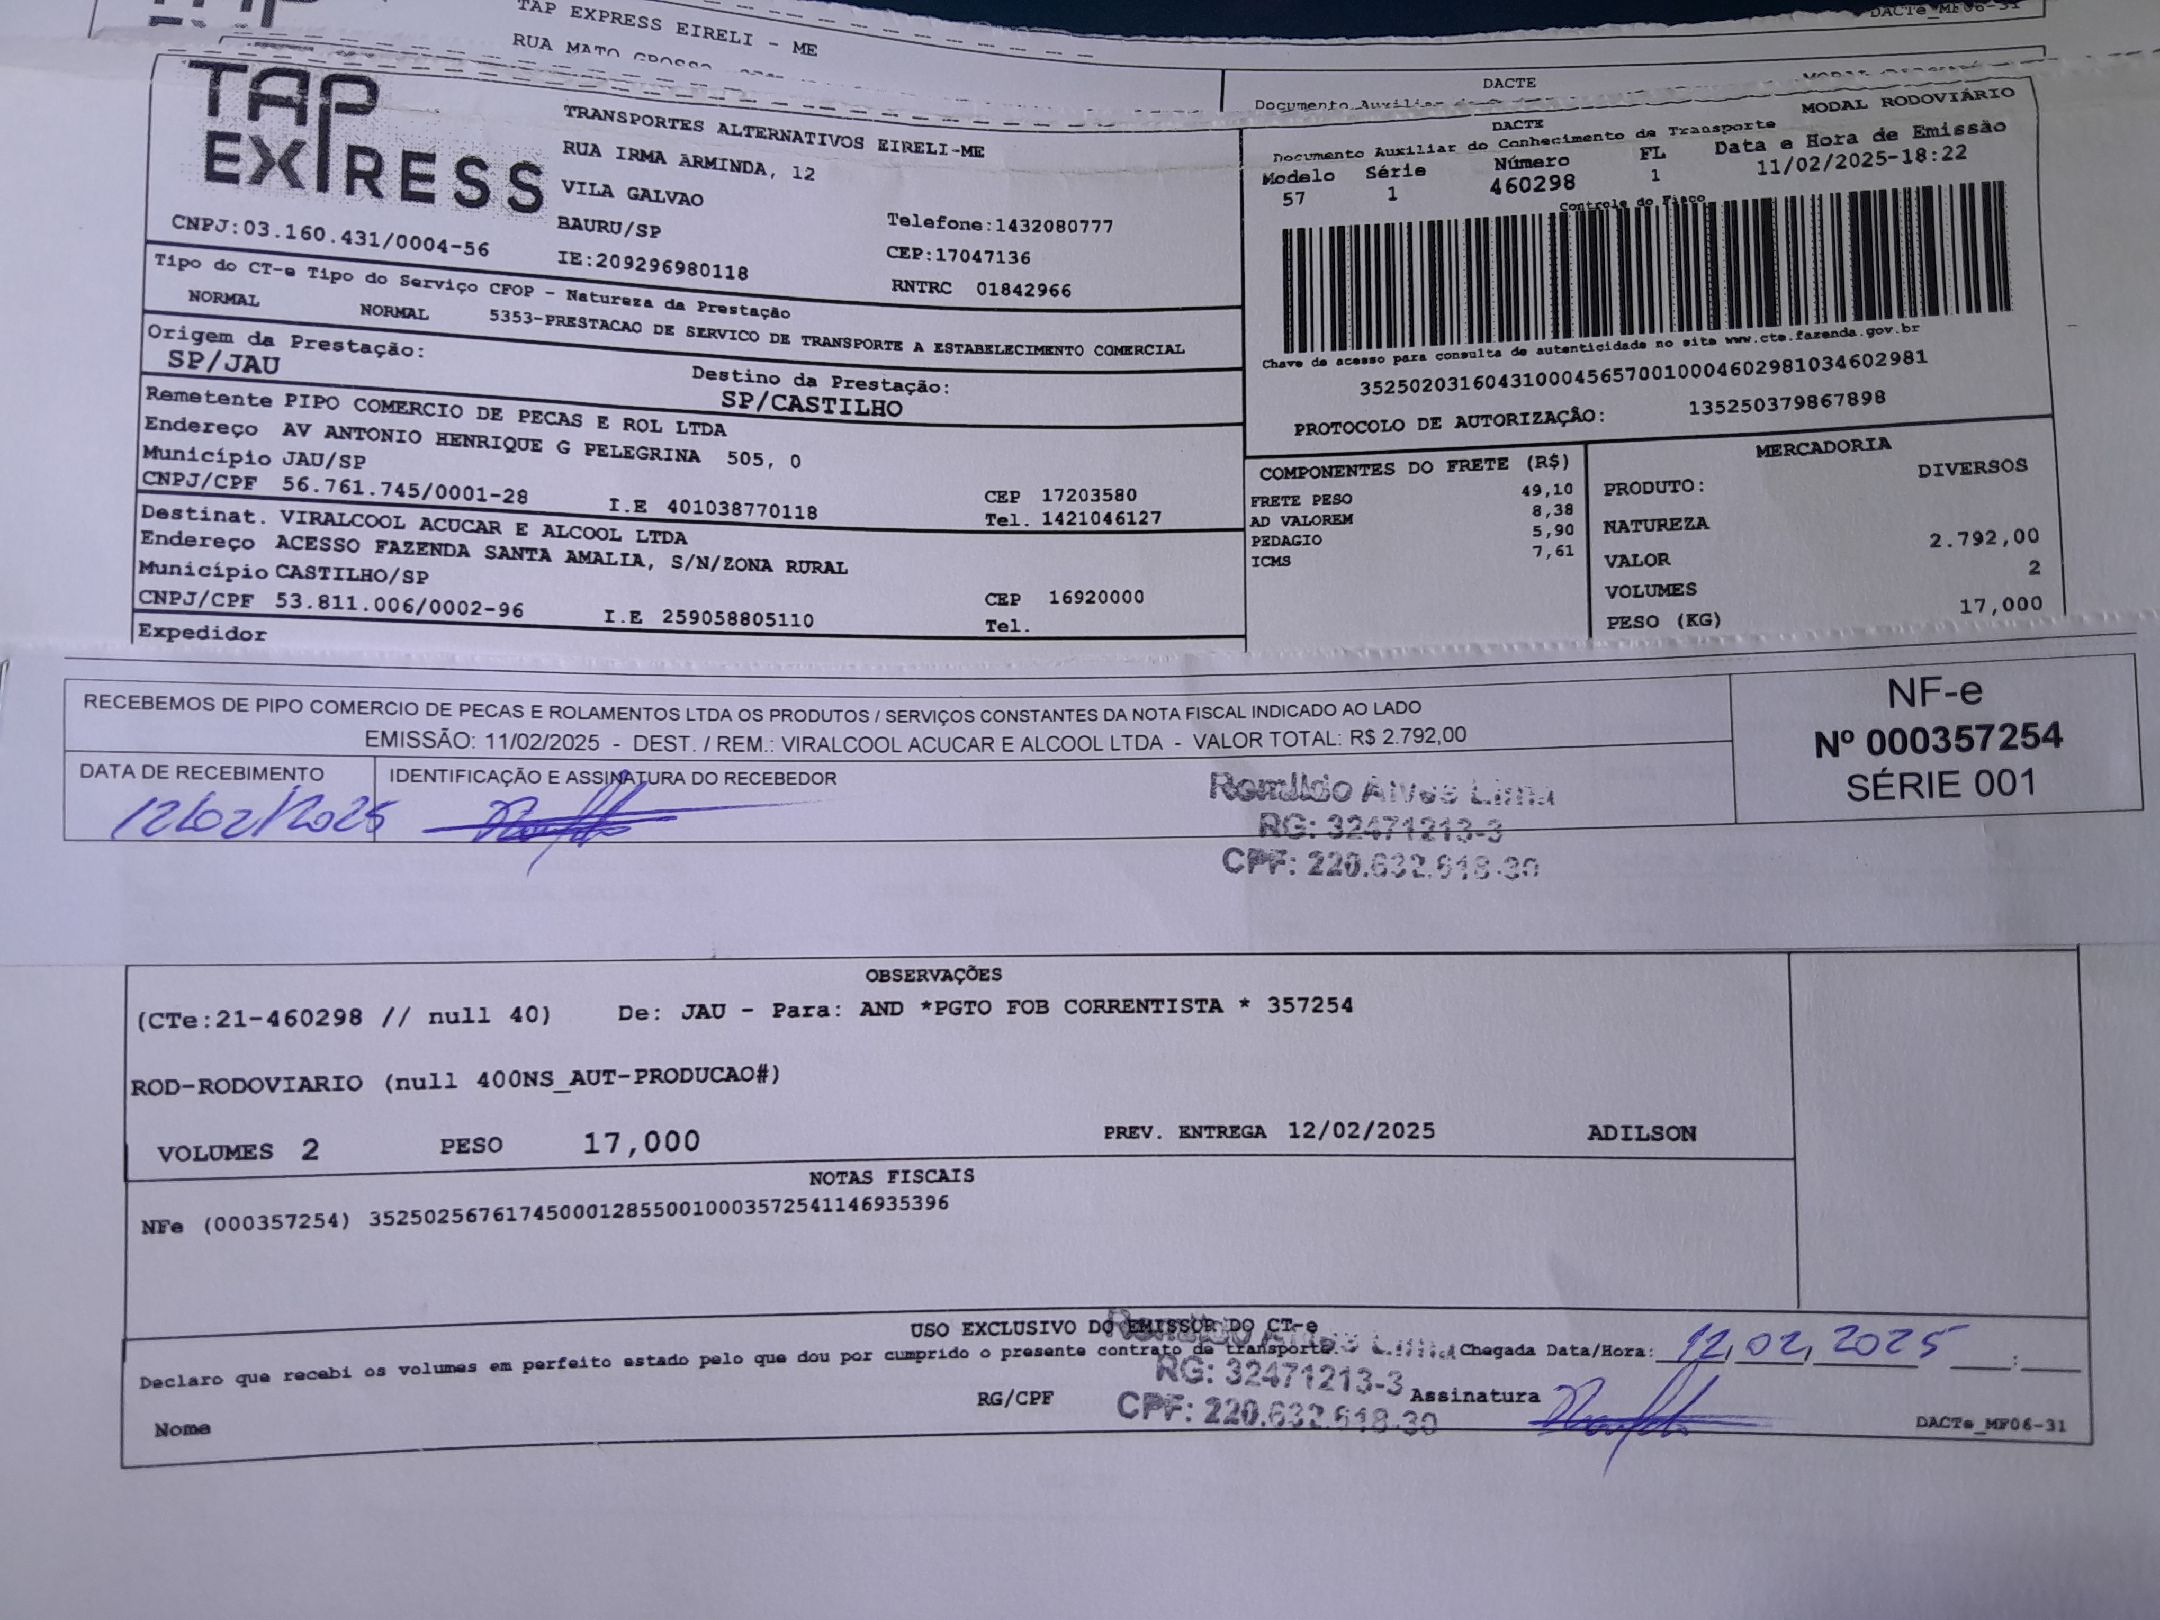 DACTe_MF06-31
TAP EXPRESS EIRELI - ME
RUA MATO GROSSO
DACTE
Documento Auxiliar
TAP
EXPRESS
CNPJ:03.160.431/0004-56
TRANSPORTES ALTERNATIVOS EIRELI-ME
RUA IRMA ARMINDA, 12
VILA GALVAO
BAURU/SP
IE:209296980118
Telefone:1432080777
CEP:17047136
RNTRC 01842966
DACTE
MODAL RODOVIÁRIO
Documento Auxiliar do Conhecimento de Transporte
Modelo Série Número FL Data e Hora de Emissão
57 1 460298 1 11/02/2025-18:22
Controle do Fisco
Chave de acesso para consulta de autenticidade no site www.cte.fazenda.gov.br
35250203160431000456570010004602981034602981
PROTOCOLO DE AUTORIZAÇÃO: 135250379867898
Tipo do CT-e Tipo do Serviço CFOP - Natureza da Prestação
NORMAL NORMAL 5353-PRESTACAO DE SERVICO DE TRANSPORTE A ESTABELECIMENTO COMERCIAL
Origem da Prestação:
SP/JAU
Destino da Prestação:
SP/CASTILHO
Remetente PIPO COMERCIO DE PECAS E ROL LTDA
Endereço AV ANTONIO HENRIQUE G PELEGRINA 505, 0
Município JAU/SP
CEP 17203580
CNPJ/CPF 56.761.745/0001-28 I.E 401038770118 Tel. 1421046127
Destinat. VIRALCOOL ACUCAR E ALCOOL LTDA
Endereço ACESSO FAZENDA SANTA AMALIA, S/N/ZONA RURAL
Município CASTILHO/SP
CEP 16920000
CNPJ/CPF 53.811.006/0002-96 I.E 259058805110 Tel.
Expedidor
COMPONENTES DO FRETE (R$)
FRETE PESO 49,10
AD VALOREM 8,38
PEDAGIO 5,90
ICMS 7,61
MERCADORIA
PRODUTO: DIVERSOS
NATUREZA
VALOR 2.792,00
VOLUMES 2
PESO (KG) 17,000
RECEBEMOS DE PIPO COMERCIO DE PECAS E ROLAMENTOS LTDA OS PRODUTOS / SERVIÇOS CONSTANTES DA NOTA FISCAL INDICADO AO LADO
EMISSÃO: 11/02/2025 - DEST. / REM.: VIRALCOOL ACUCAR E ALCOOL LTDA - VALOR TOTAL: R$ 2.792,00
NF-e
Nº 000357254
SÉRIE 001
DATA DE RECEBIMENTO
12/02/2025
IDENTIFICAÇÃO E ASSINATURA DO RECEBEDOR
Romildo Alves Lima
RG: 32471213-3
CPF: 220.632.618-30
OBSERVAÇÕES
(CTe:21-460298 // null 40) De: JAU - Para: AND *PGTO FOB CORRENTISTA * 357254
ROD-RODOVIARIO (null 400NS_AUT-PRODUCAO#)
VOLUMES 2 PESO 17,000 PREV. ENTREGA 12/02/2025 ADILSON
NOTAS FISCAIS
NFe (000357254) 35250256761745000128550010003572541146935396
USO EXCLUSIVO DO EMISSOR DO CT-e
Declaro que recebi os volumes em perfeito estado pelo que dou por cumprido o presente contrato de transporte.
Chegada Data/Hora: 12,02,2025 :
Romildo Alves Lima
RG: 32471213-3
CPF: 220.632.618-30
Nome RG/CPF Assinatura
DACTe_MF06-31